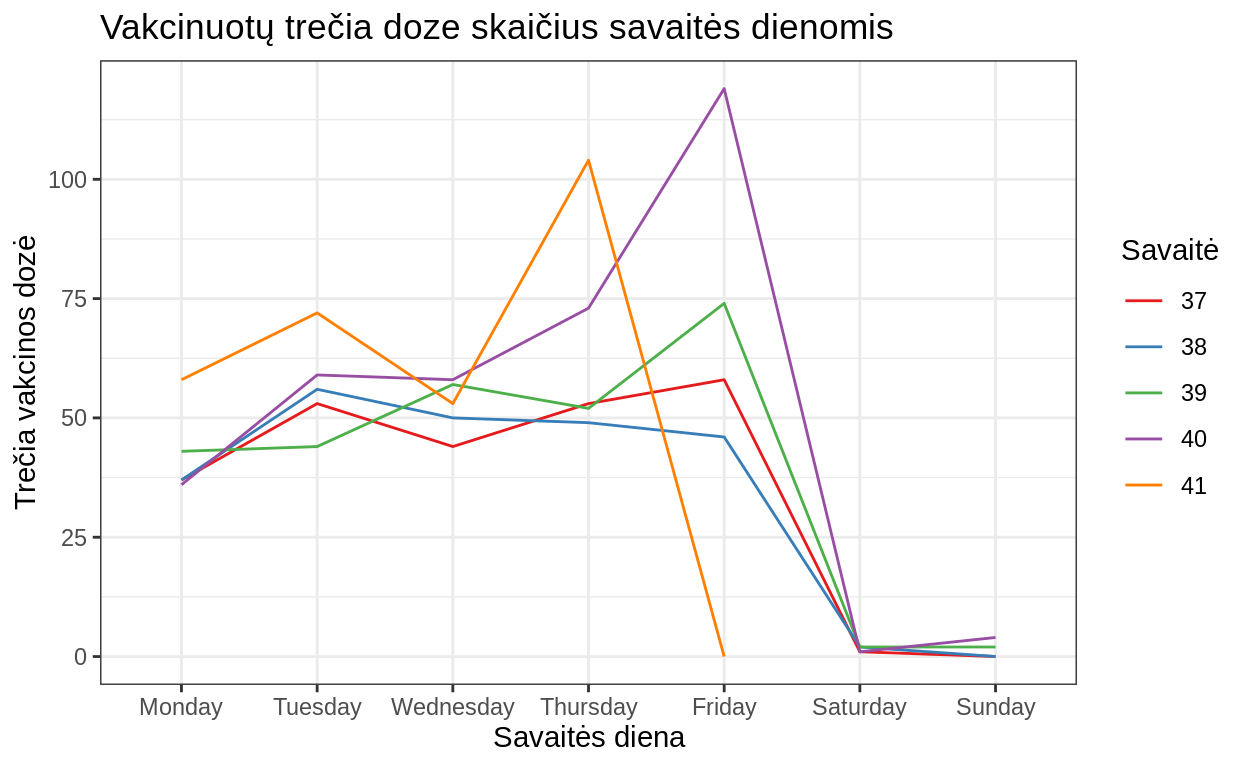 Vakcinuotų trečia doze skaičius savaitės dienomis
Trečia vakcinos dozė
100
75
50
25
0
Monday Tuesday Wednesday Thursday Friday Saturday Sunday
Savaitės diena
Savaitė
37
38
39
40
41